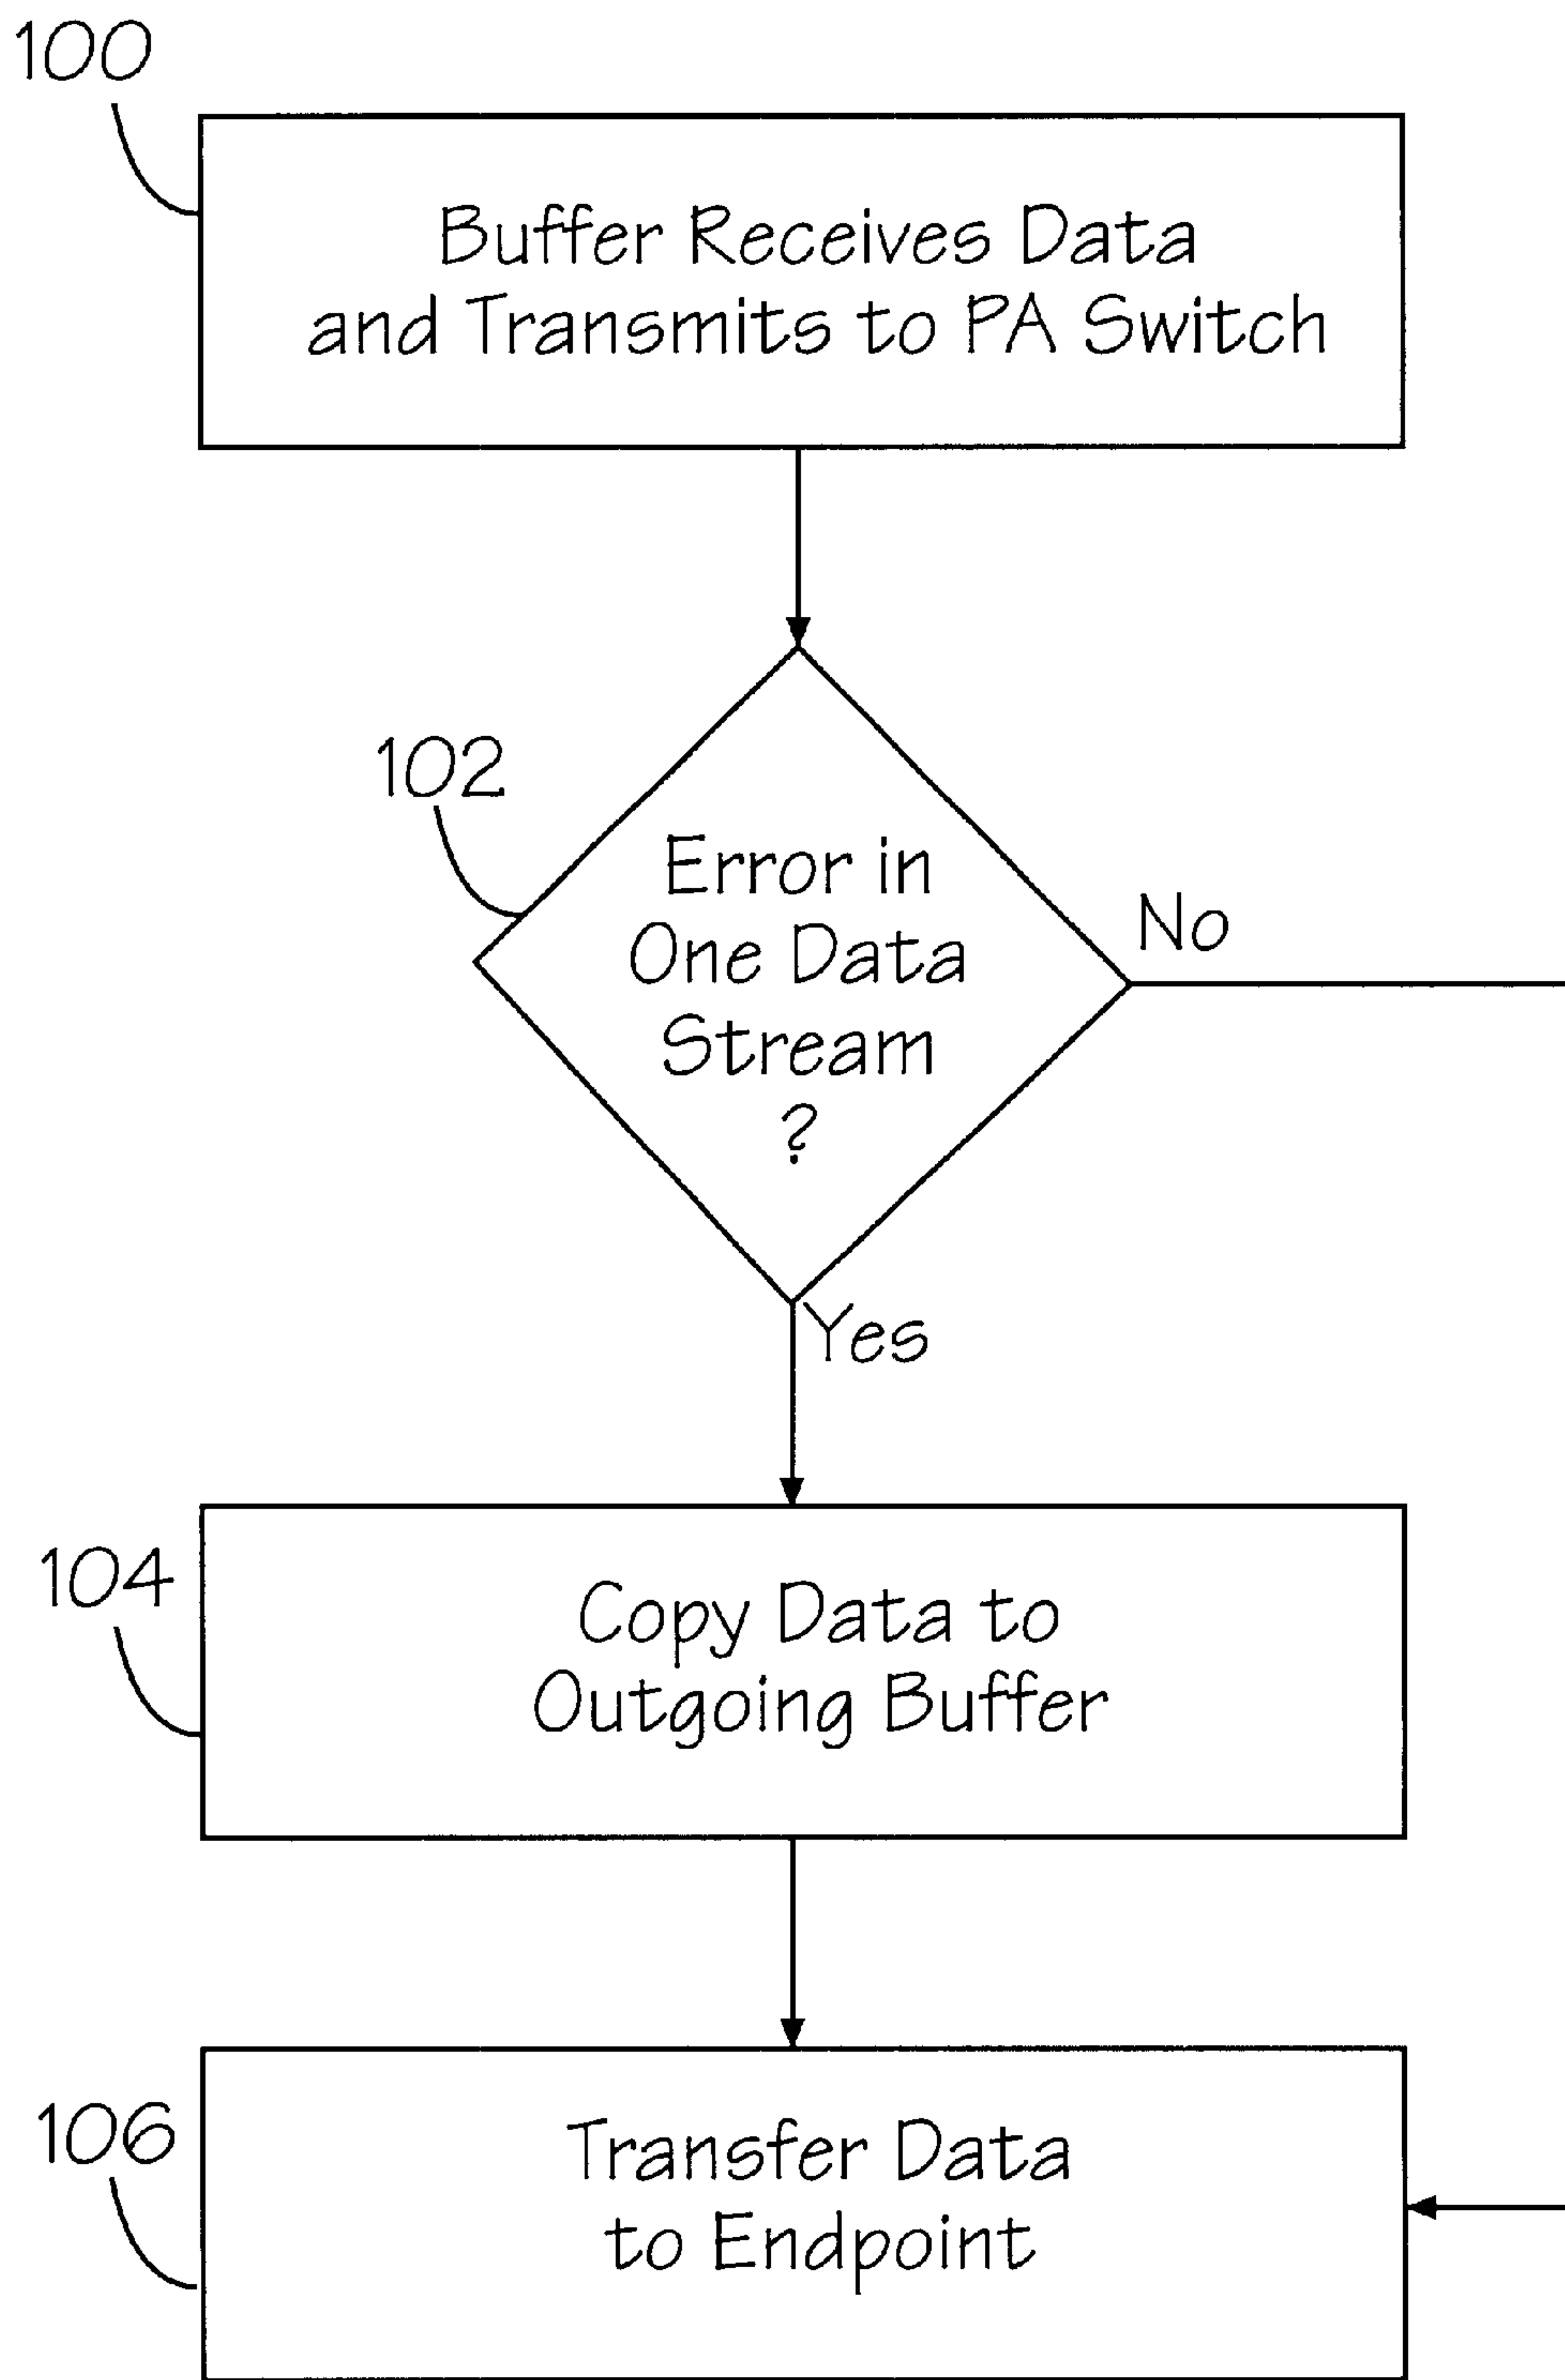 100
Buffer Receives Data
and Transmits to PA Switch
102
Error in
One Data
Stream
?
No
Yes
104
Copy Data to
Outgoing Buffer
106
Transfer Data
to Endpoint